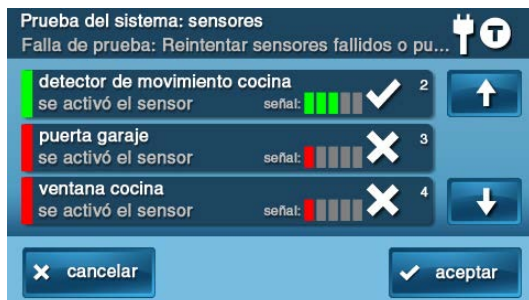 Prueba del sistema: sensores
Falla de prueba: Reintentar sensores fallidos o pu...
T
detector de movimiento cocina
2
se activó el sensor señal:
puerta garaje
3
se activó el sensor señal:
ventana cocina
4
se activó el sensor señal:
cancelar
aceptar